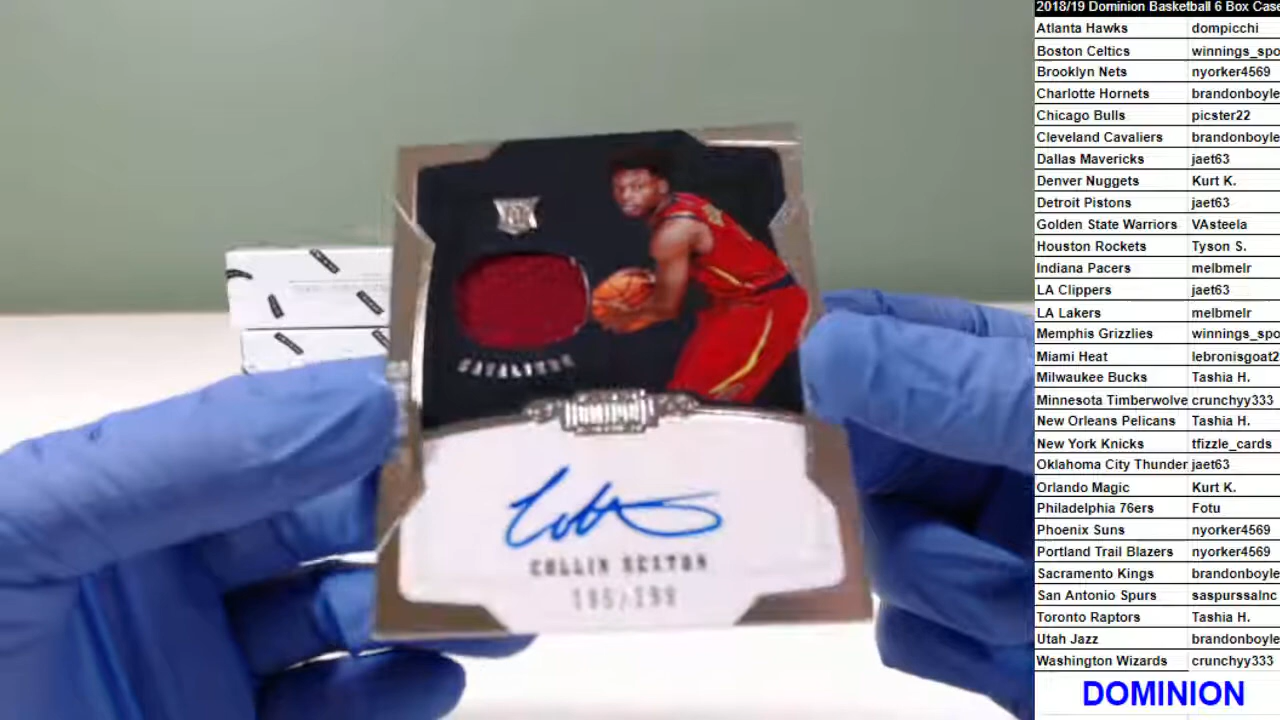 RC
CAVALIERS
DOMINION
COLLIN SEXTON
2018/19 Dominion Basketball 6 Box Case
Atlanta Hawks dompicchi
Boston Celtics winnings_spo
Brooklyn Nets nyorker4569
Charlotte Hornets brandonboyle
Chicago Bulls picster22
Cleveland Cavaliers brandonboyle
Dallas Mavericks jaet63
Denver Nuggets Kurt K.
Detroit Pistons jaet63
Golden State Warriors VAsteela
Houston Rockets Tyson S.
Indiana Pacers melbmelr
LA Clippers jaet63
LA Lakers melbmelr
Memphis Grizzlies winnings_spo
Miami Heat lebronisgoat2
Milwaukee Bucks Tashia H.
Minnesota Timberwolve crunchyy333
New Orleans Pelicans Tashia H.
New York Knicks tfizzle_cards
Oklahoma City Thunder jaet63
Orlando Magic Kurt K.
Philadelphia 76ers Fotu
Phoenix Suns nyorker4569
Portland Trail Blazers nyorker4569
Sacramento Kings brandonboyle
San Antonio Spurs saspurssalnc
Toronto Raptors Tashia H.
Utah Jazz brandonboyle
Washington Wizards crunchyy333
DOMINION